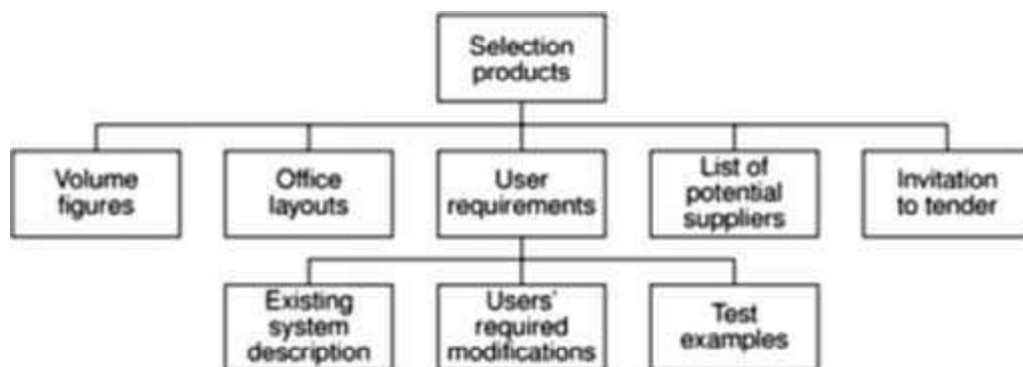 Selection
products
Volume
figures
Office
layouts
User
requirements
List of
potential
suppliers
Invitation
to tender
Existing
system
description
Users'
required
modifications
Test
examples